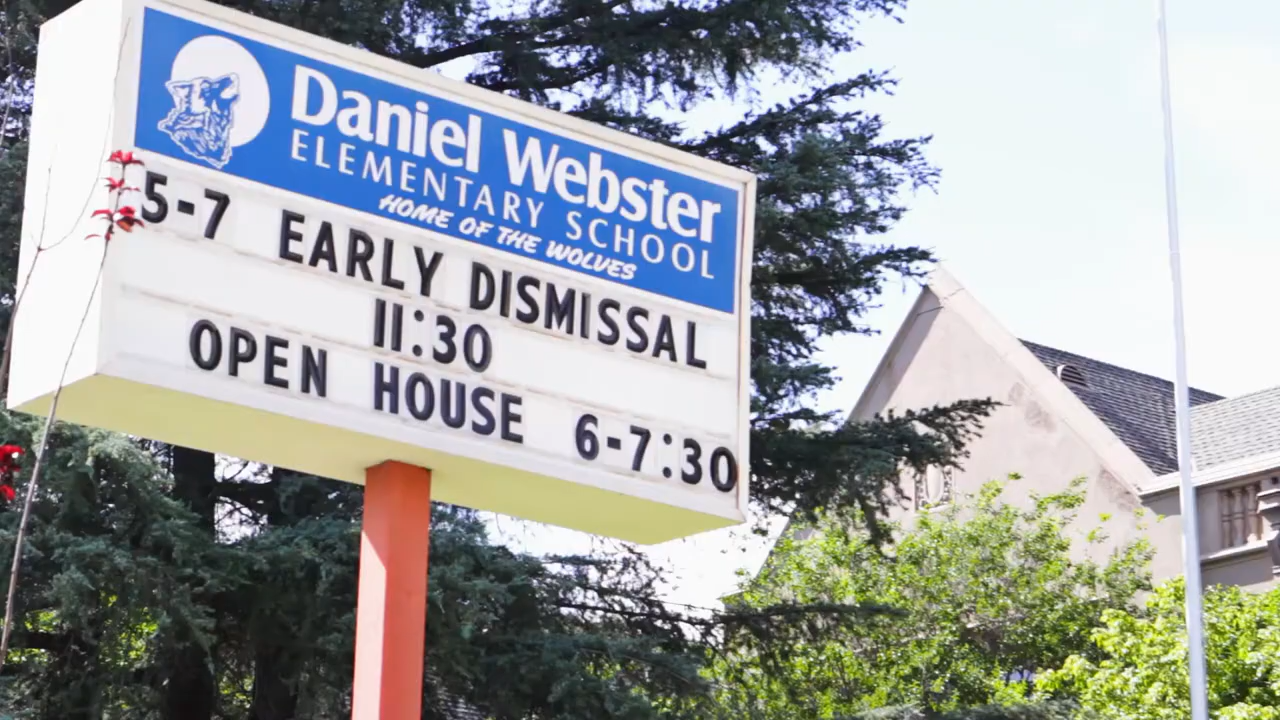 Daniel Webster
ELEMENTARY SCHOOL
HOME OF THE WOLVES
5-7 EARLY DISMISSAL
11:30
OPEN HOUSE 6-7:30